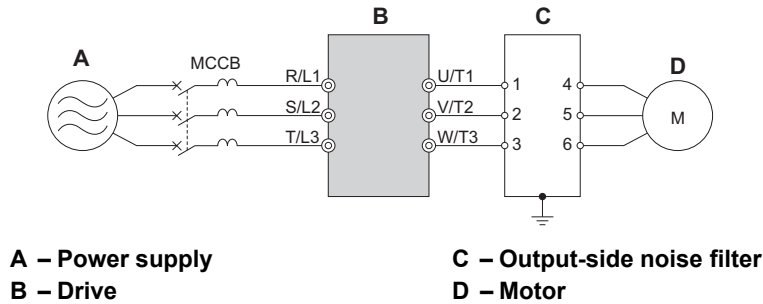 B
C
A
D
MCCB
R/L1
U/T1
1
4
S/L2
V/T2
2
5
M
T/L3
W/T3
3
6
A – Power supply
B – Drive
C – Output-side noise filter
D – Motor